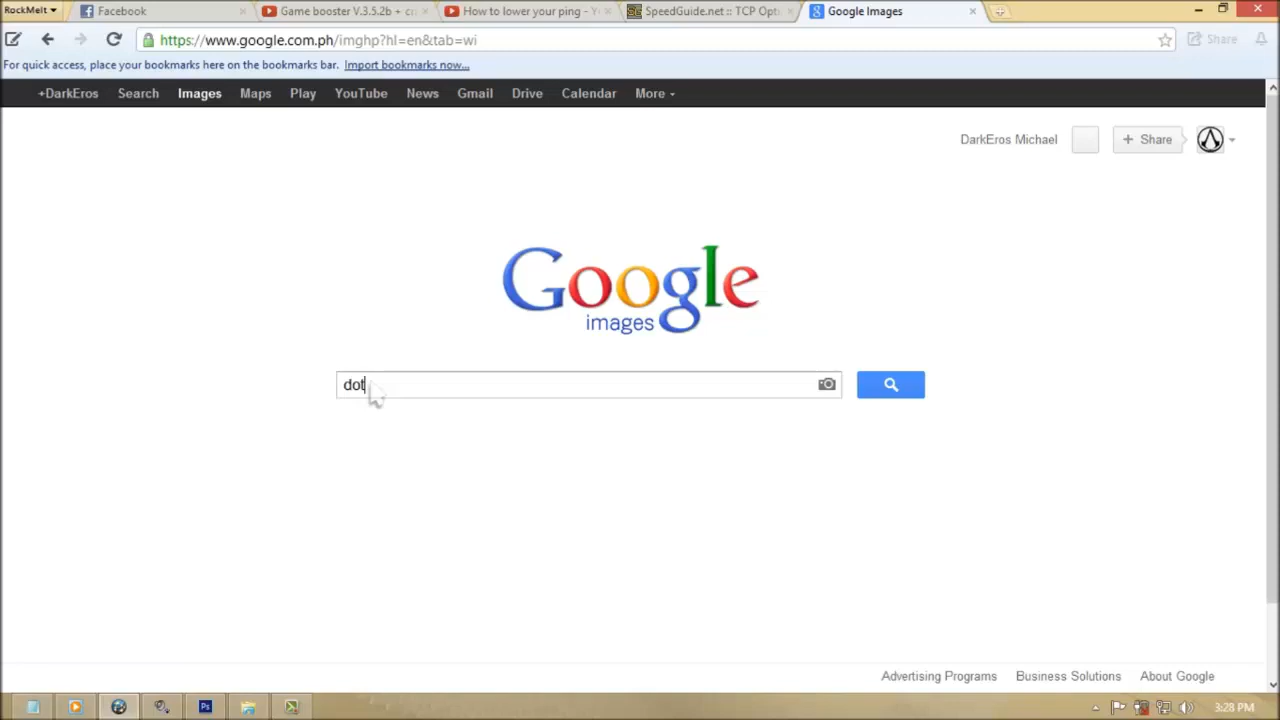 RockMelt
Facebook
Game booster V.3.5.2b + cr
How to lower your ping - Y
SpeedGuide.net :: TCP Opti
Google Images
https://www.google.com.ph/imghp?hl=en&tab=wi
Share
For quick access, place your bookmarks here on the bookmarks bar. Import bookmarks now...
+DarkEros Search Images Maps Play YouTube News Gmail Drive Calendar More
DarkEros Michael
+ Share
Google
images
dot
Advertising Programs Business Solutions About Google
Ps
3:28 PM